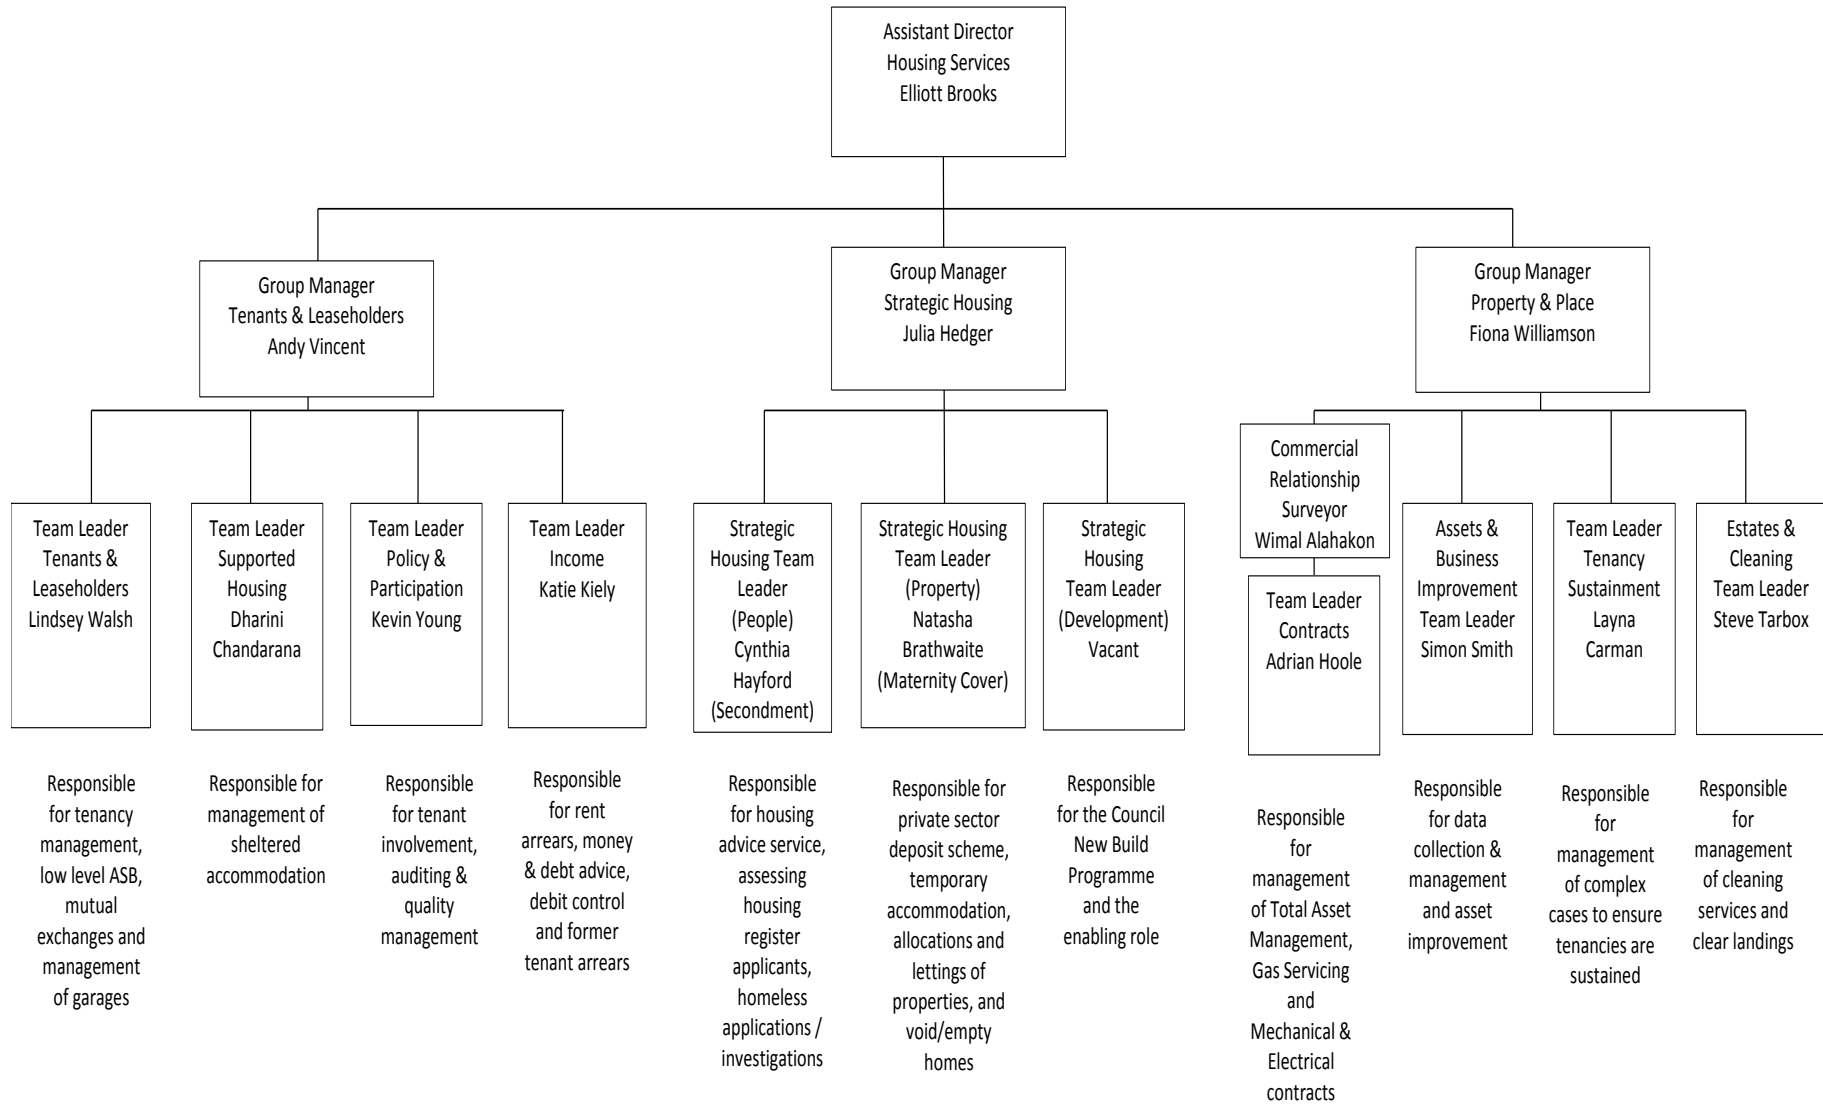 Assistant Director
Housing Services
Elliott Brooks
Group Manager
Tenants & Leaseholders
Andy Vincent
Group Manager
Strategic Housing
Julia Hedger
Group Manager
Property & Place
Fiona Williamson
Team Leader
Tenants &
Leaseholders
Lindsey Walsh
Team Leader
Supported
Housing
Dharini
Chandarana
Team Leader
Policy &
Participation
Kevin Young
Team Leader
Income
Katie Kiely
Strategic
Housing Team
Leader
(People)
Cynthia
Hayford
(Secondment)
Strategic Housing
Team Leader
(Property)
Natasha
Brathwaite
(Maternity Cover)
Strategic
Housing
Team Leader
(Development)
Vacant
Commercial
Relationship
Surveyor
Wimal Alahakon
Team Leader
Contracts
Adrian Hoole
Assets &
Business
Improvement
Team Leader
Simon Smith
Team Leader
Tenancy
Sustainment
Layna
Carman
Estates &
Cleaning
Team Leader
Steve Tarbox
Responsible
for tenancy
management,
low level ASB,
mutual
exchanges and
management
of garages
Responsible for
management of
sheltered
accommodation
Responsible
for tenant
involvement,
auditing &
quality
management
Responsible
for rent
arrears, money
& debt advice,
debit control
and former
tenant arrears
Responsible
for housing
advice service,
assessing
housing
register
applicants,
homeless
applications /
investigations
Responsible for
private sector
deposit scheme,
temporary
accommodation,
allocations and
lettings of
properties, and
void/empty
homes
Responsible
for the Council
New Build
Programme
and the
enabling role
Responsible
for
management
of Total Asset
Management,
Gas Servicing
and
Mechanical &
Electrical
contracts
Responsible
for data
collection &
management
and asset
improvement
Responsible
for
management
of complex
cases to ensure
tenancies are
sustained
Responsible
for
management
of cleaning
services and
clear landings